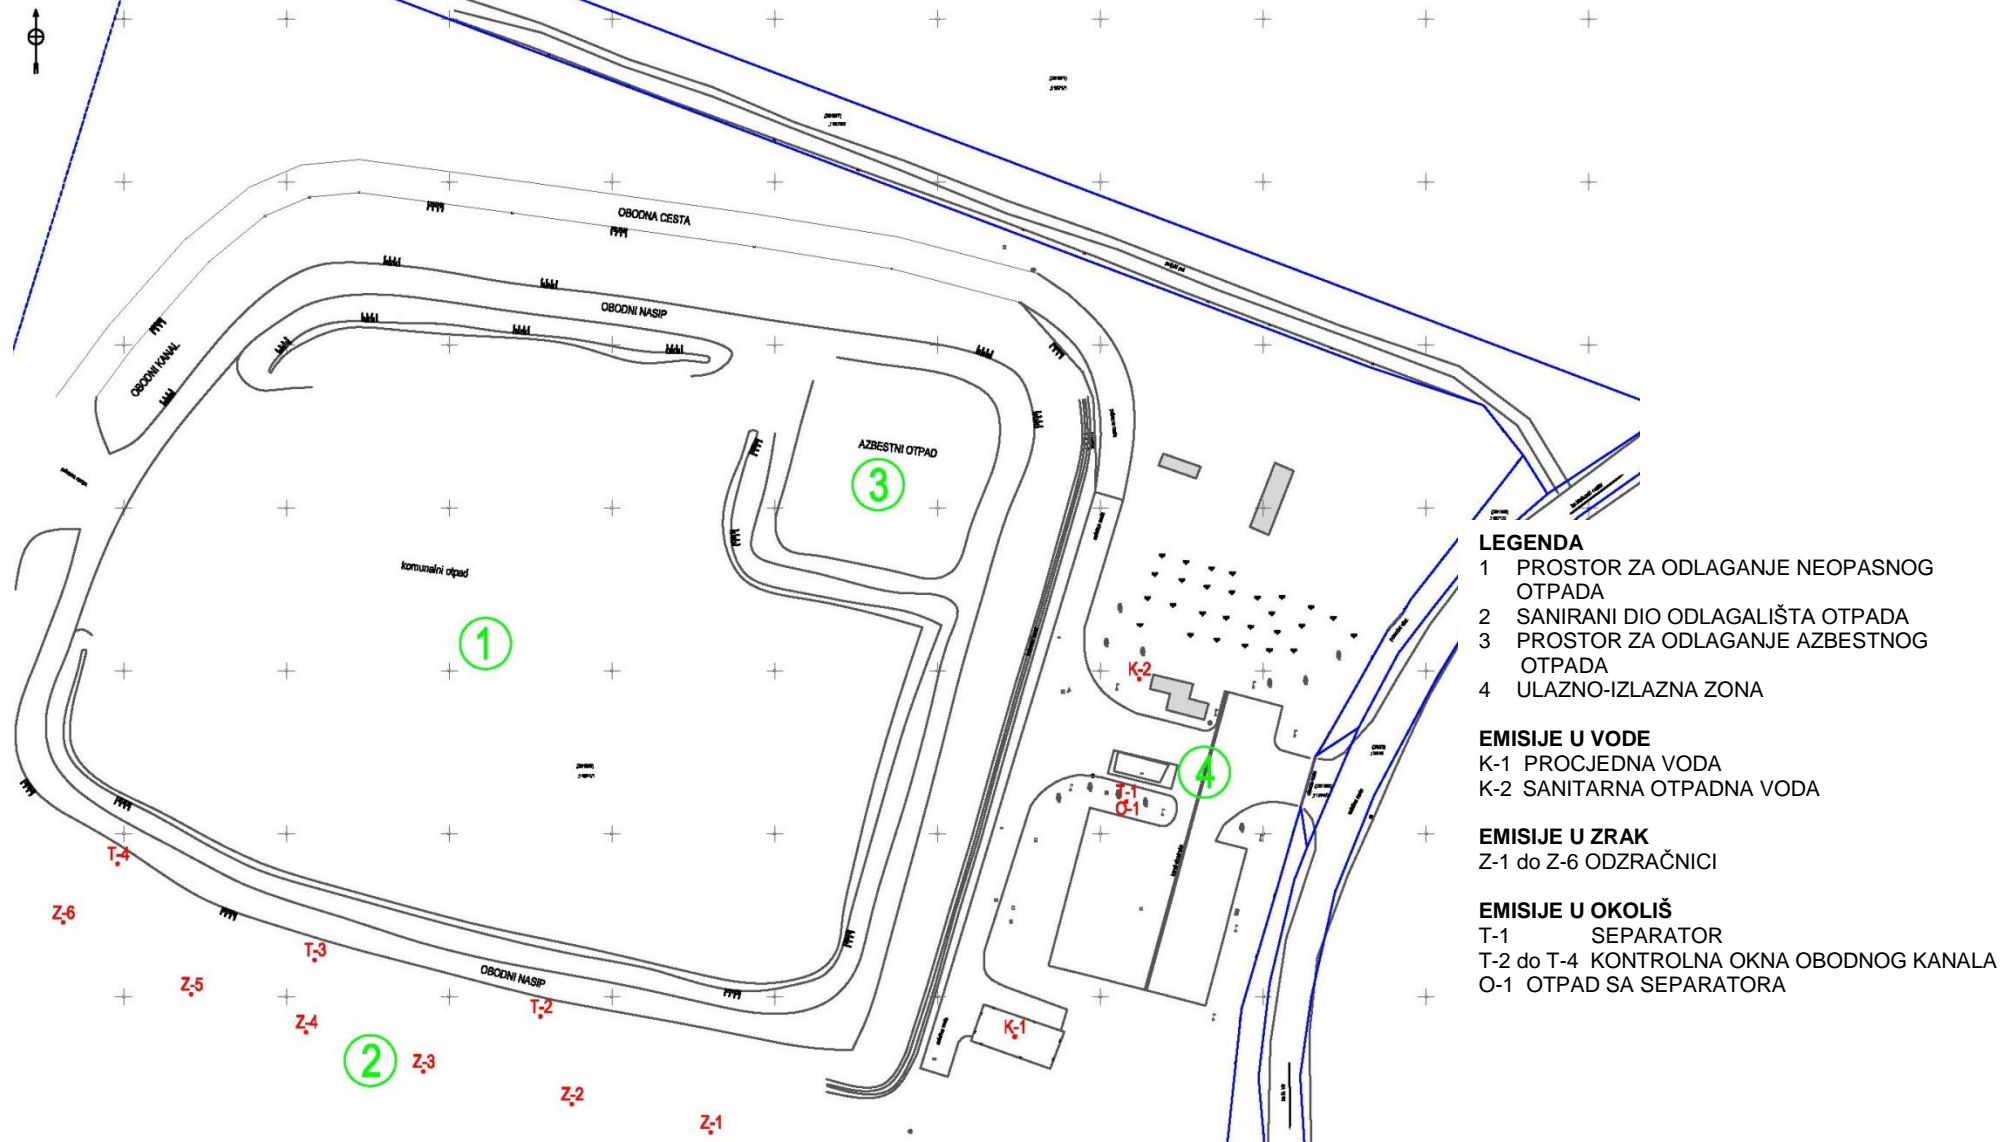 OBODNA CESTA
OBODNI NASIP
OBODNI KANAL
AZBESTNI OTPAD
3
komunalni otpad
1
K-2
4
T-1
O-1
T-4
Z-6
T-3
OBODNI NASIP
Z-5
T-2
Z-4
K-1
2
Z-3
Z-2
Z-1
LEGENDA
1 PROSTOR ZA ODLAGANJE NEOPASNOG
OTPADA
2 SANIRANI DIO ODLAGALIŠTA OTPADA
3 PROSTOR ZA ODLAGANJE AZBESTNOG
OTPADA
4 ULAZNO-IZLAZNA ZONA
EMISIJE U VODE
K-1 PROCJEDNA VODA
K-2 SANITARNA OTPADNA VODA
EMISIJE U ZRAK
Z-1 do Z-6 ODZRAČNICI
EMISIJE U OKOLIŠ
T-1 SEPARATOR
T-2 do T-4 KONTROLNA OKNA OBODNOG KANALA
O-1 OTPAD SA SEPARATORA